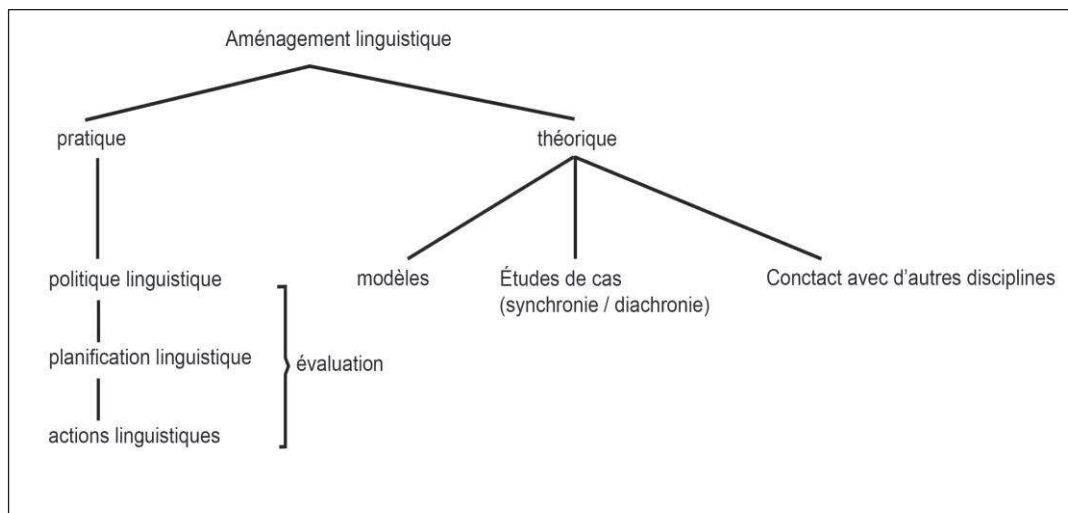 Aménagement linguistique
pratique
théorique
politique linguistique
modèles
Études de cas
(synchronie / diachronie)
Conctact avec d'autres disciplines
planification linguistique
évaluation
actions linguistiques